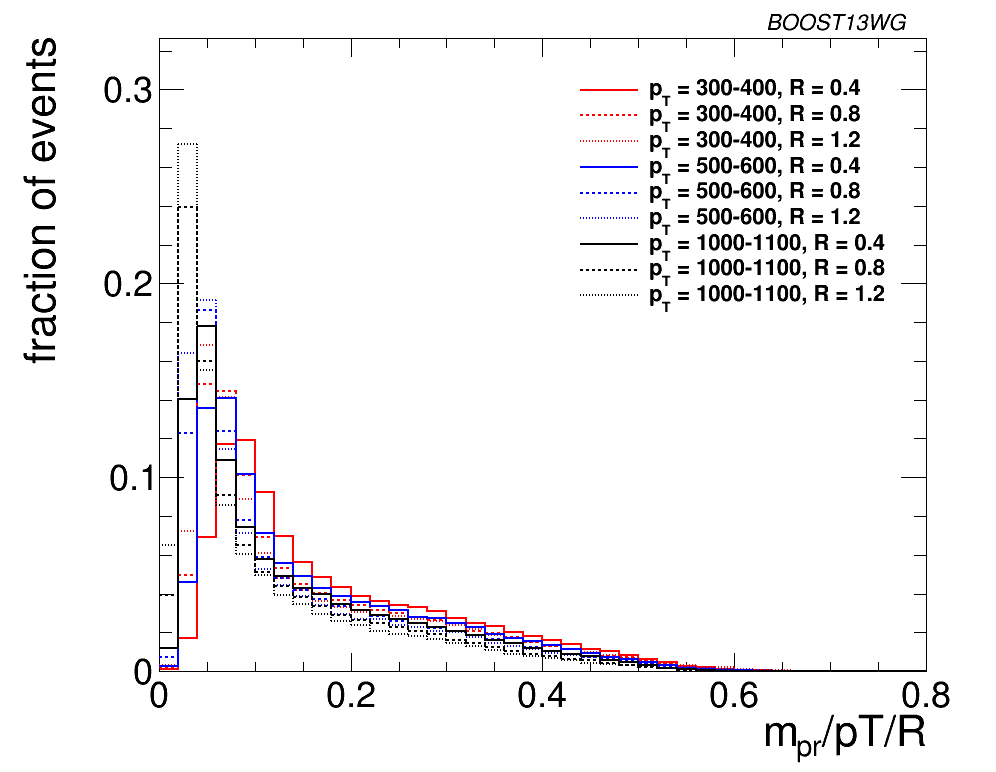 BOOST13WG
fraction of events
0.3
0.2
0.1
0
p_T = 300-400, R = 0.4
p_T = 300-400, R = 0.8
p_T = 300-400, R = 1.2
p_T = 500-600, R = 0.4
p_T = 500-600, R = 0.8
p_T = 500-600, R = 1.2
p_T = 1000-1100, R = 0.4
p_T = 1000-1100, R = 0.8
p_T = 1000-1100, R = 1.2
0 0.2 0.4 0.6 0.8
m_pr/pT/R